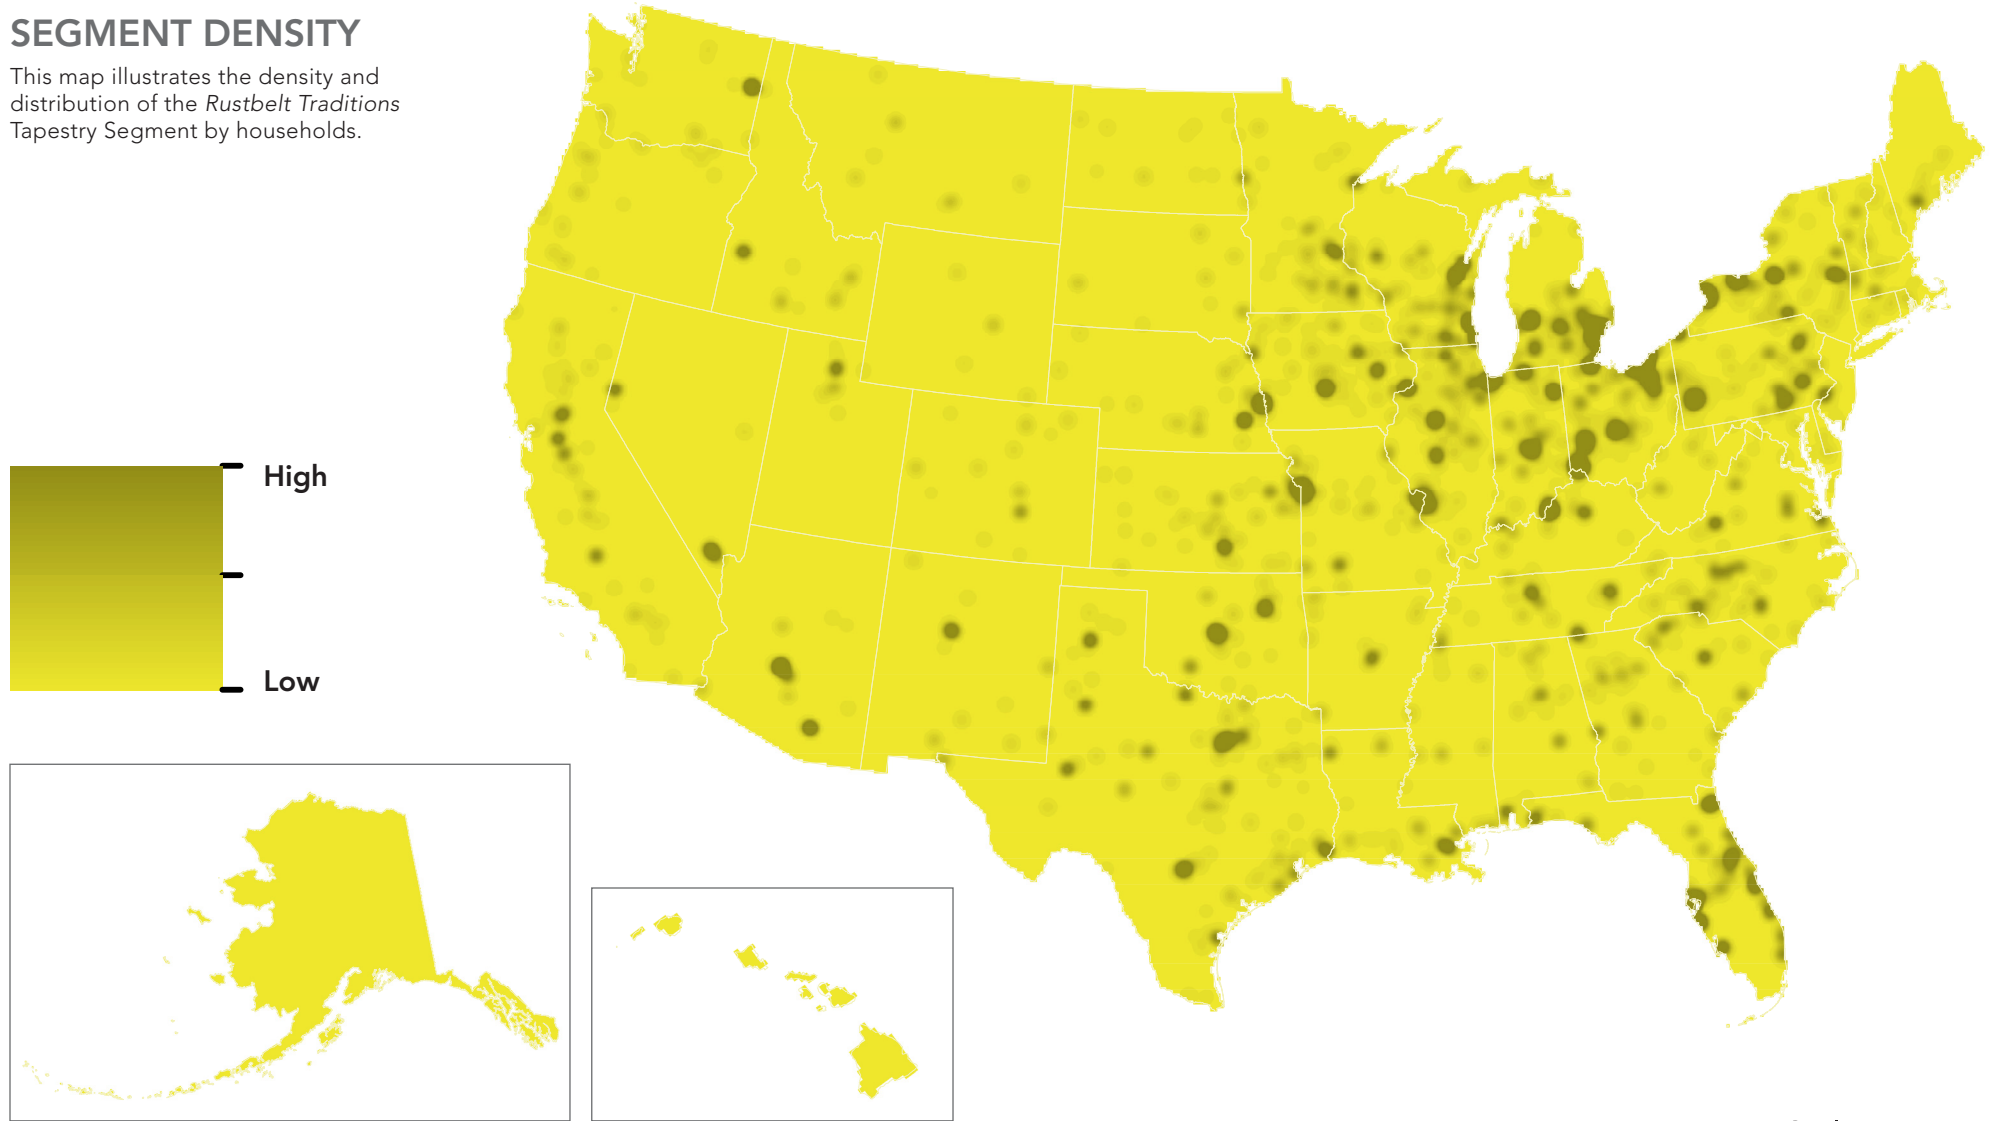 SEGMENT DENSITY
This map illustrates the density and
distribution of the Rustbelt Traditions
Tapestry Segment by households.
High
Low